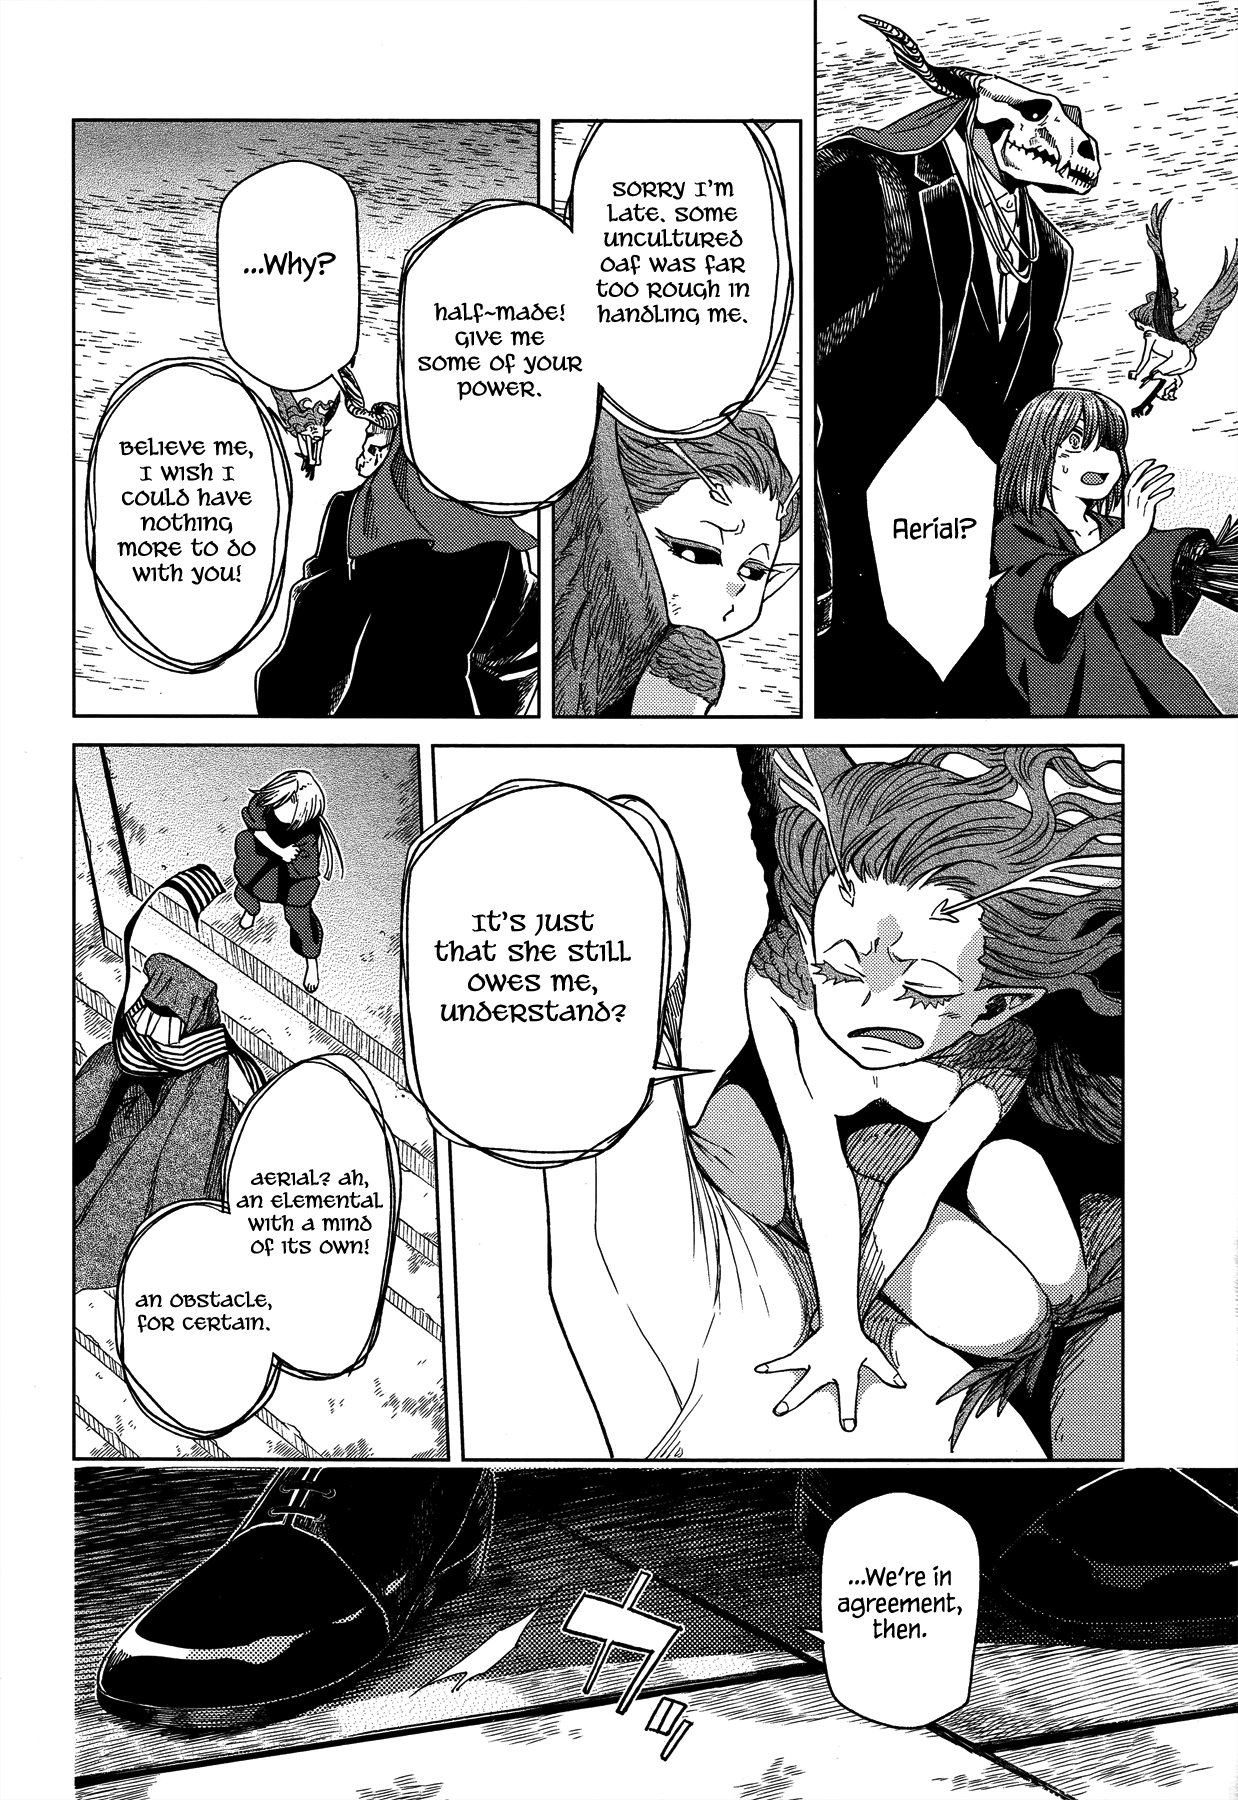 Aerial?
SORRY I'M
LATE. SOME
UNCULTURED
OAF WAS FAR
TOO ROUGH IN
HANDLING ME.
HALF~MADE!
GIVE ME
SOME OF YOUR
POWER.
...Why?
BELIEVE ME,
I WISH I
COULD HAVE
NOTHING
MORE TO DO
WITH YOU!
IT'S JUST
THAT SHE STILL
OWES ME,
UNDERSTAND?
AERIAL? AH,
AN ELEMENTAL
WITH A MIND
OF ITS OWN!
AN OBSTACLE,
FOR CERTAIN.
...We're in
agreement,
then.
カッ